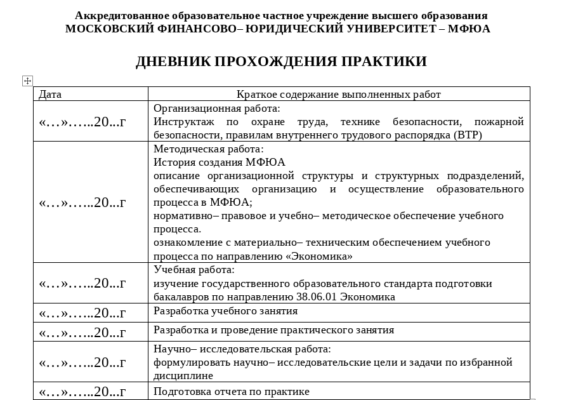 Аккредитованное образовательное частное учреждение высшего образования
МОСКОВСКИЙ ФИНАНСОВО– ЮРИДИЧЕСКИЙ УНИВЕРСИТЕТ – МФЮА
ДНЕВНИК ПРОХОЖДЕНИЯ ПРАКТИКИ
Дата
Краткое содержание выполненных работ
«…»…..20...г
Организационная работа:
Инструктаж по охране труда, технике безопасности, пожарной
безопасности, правилам внутреннего трудового распорядка (ВТР)
«…»…..20...г
Методическая работа:
История создания МФЮА
описание организационной структуры и структурных подразделений,
обеспечивающих организацию и осуществление образовательного
процесса в МФЮА;
нормативно– правовое и учебно– методическое обеспечение учебного
процесса.
ознакомление с материально– техническим обеспечением учебного
процесса по направлению «Экономика»
«…»…..20...г
Учебная работа:
изучение государственного образовательного стандарта подготовки
бакалавров по направлению 38.06.01 Экономика
«…»…..20...г
Разработка учебного занятия
«…»…..20...г
Разработка и проведение практического занятия
«…»…..20...г
Научно– исследовательская работа:
формулировать научно– исследовательские цели и задачи по избранной
дисциплине
«…»…..20...г
Подготовка отчета по практике